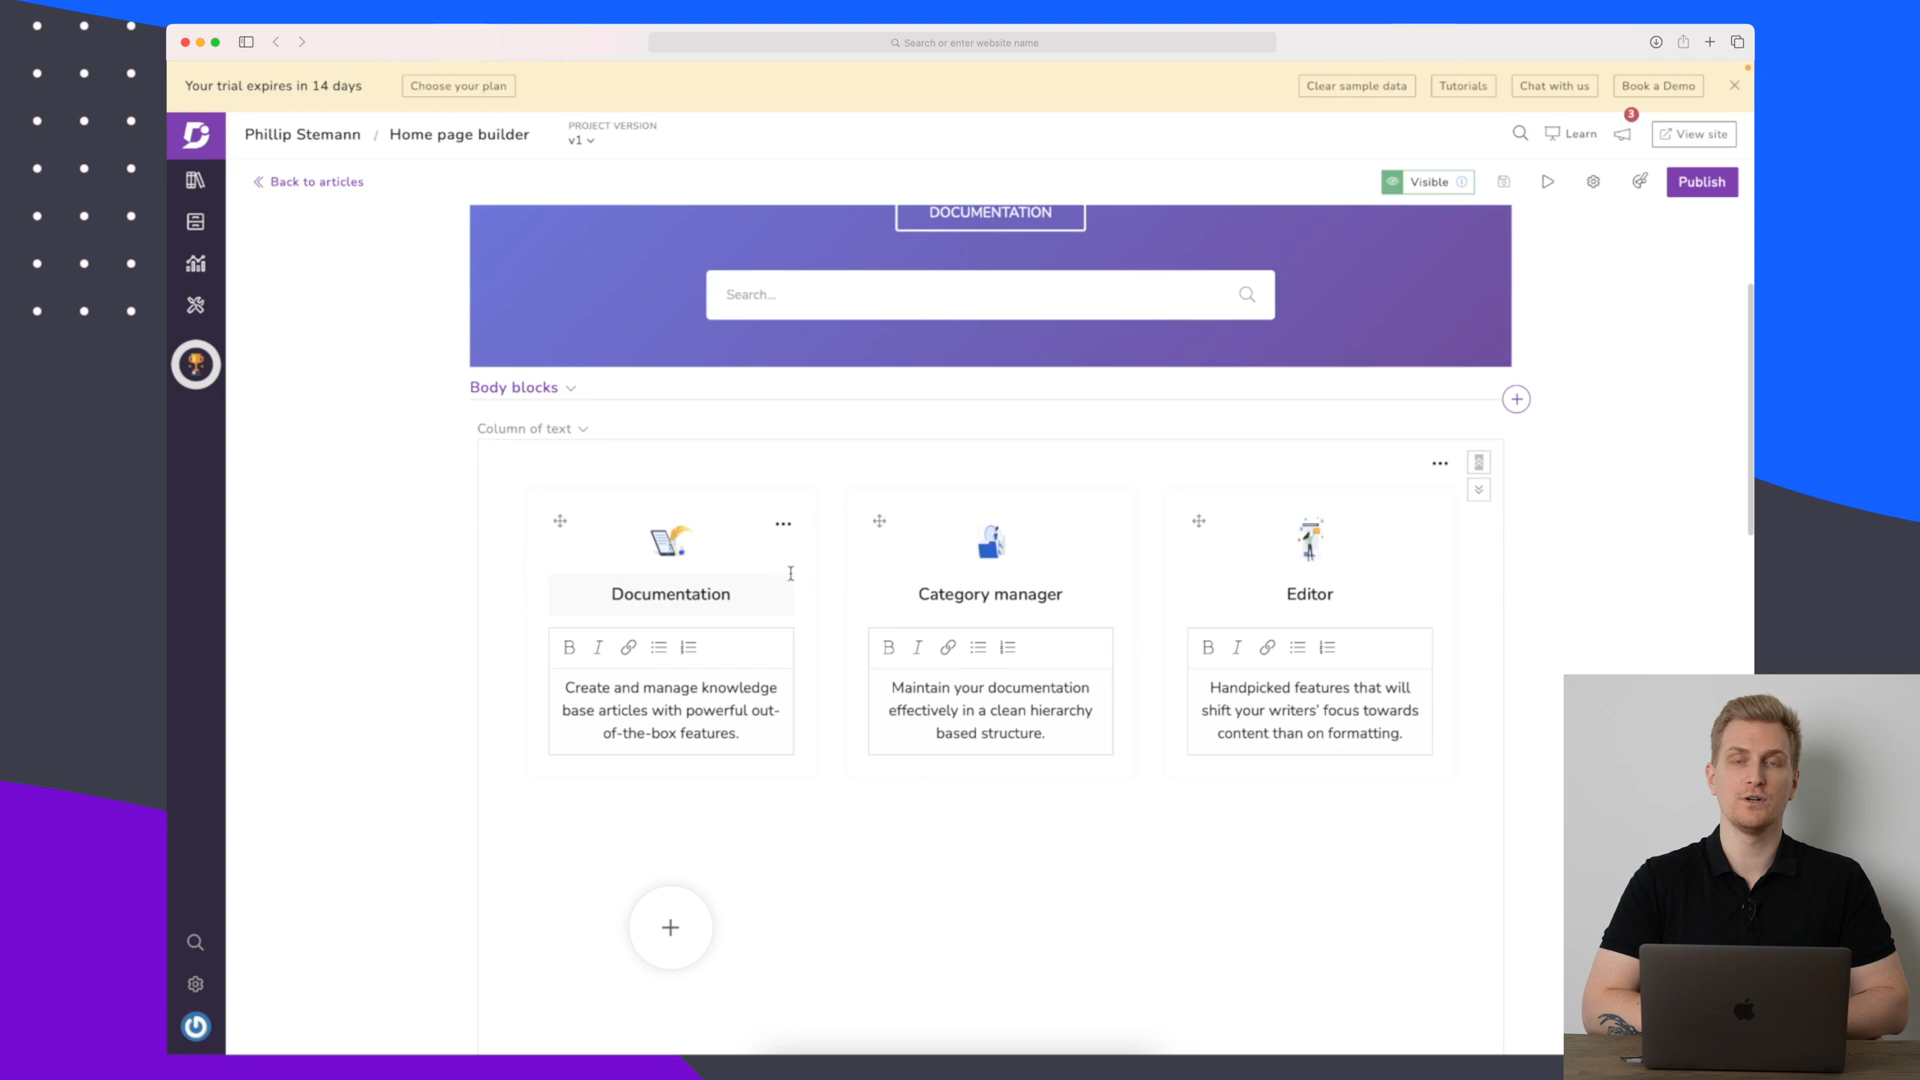 Search or enter website name
Your trial expires in 14 days
Choose your plan
Clear sample data
Tutorials
Chat with us
Book a Demo
Phillip Stemann / Home page builder
PROJECT VERSION
v1
3
Learn
View site
Back to articles
Visible
Publish
DOCUMENTATION
Search...
Body blocks
Column of text
Documentation
Category manager
Editor
B I
B I
B I
Create and manage knowledge
base articles with powerful out-
of-the-box features.
Maintain your documentation
effectively in a clean hierarchy
based structure.
Handpicked features that will
shift your writers’ focus towards
content than on formatting.